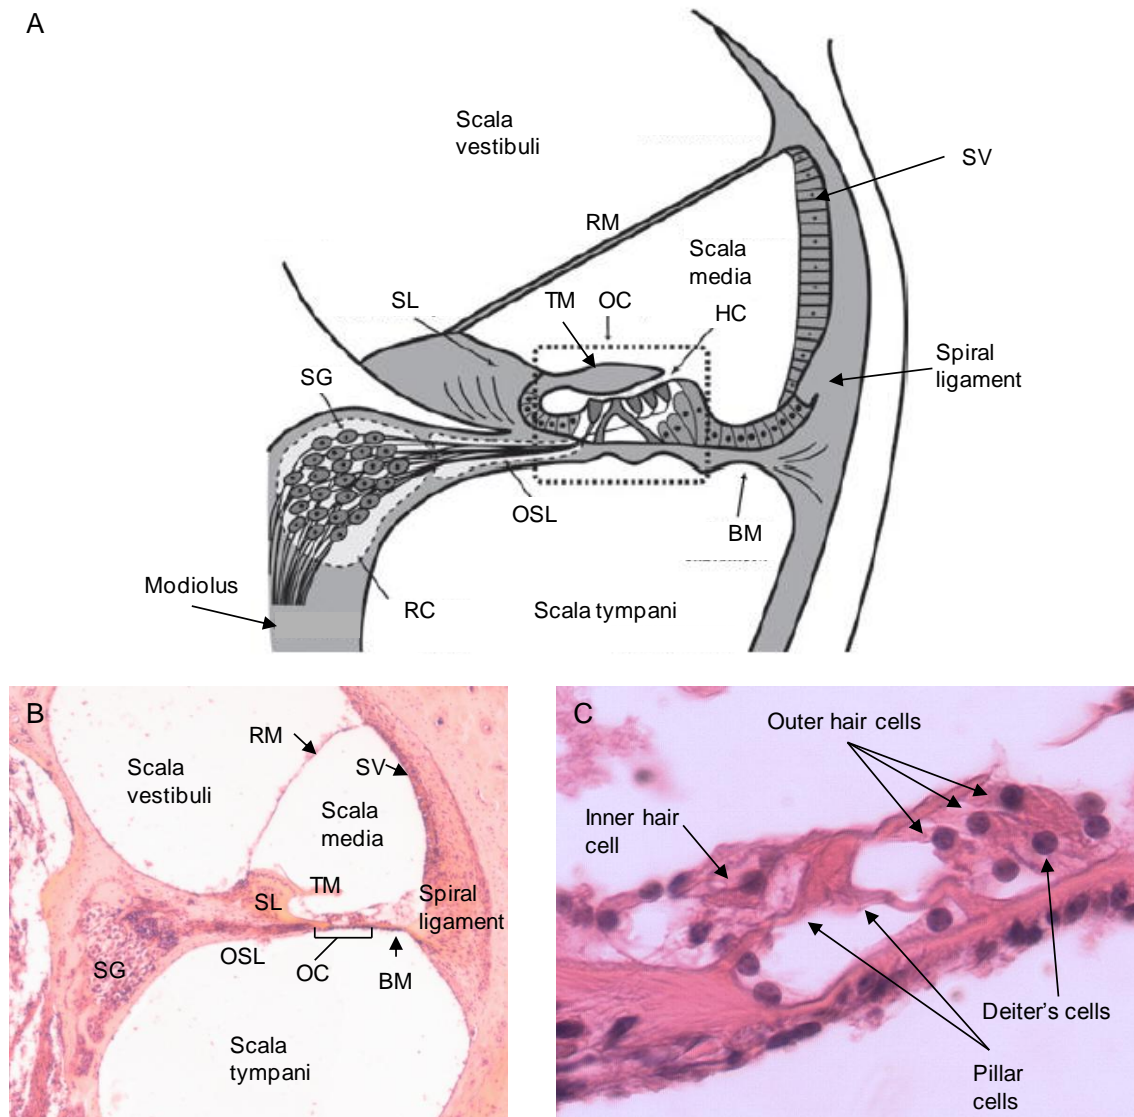 A
Scala
vestibuli
SV
RM
Scala
media
SL
TM
OC
HC
SG
Spiral
ligament
OSL
BM
Modiolus
RC
Scala tympani
B
RM
Scala
vestibuli
SV
Scala
media
TM
SL
Spiral
ligament
OSL
SG
OC
BM
Scala
tympani
C
Outer hair cells
Inner hair
cell
Deiter's cells
Pillar
cells